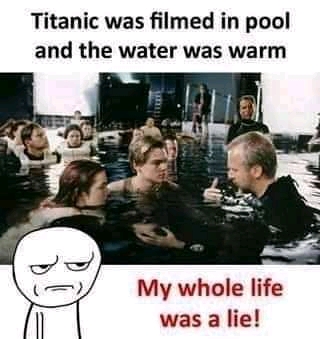 Titanic was filmed in pool
and the water was warm
My whole life
was a lie!